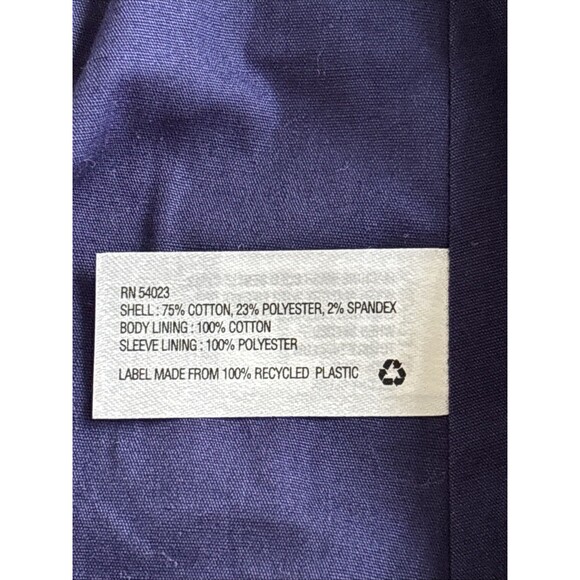 RN 54023
SHELL : 75% COTTON, 23% POLYESTER, 2% SPANDEX
BODY LINING : 100% COTTON
SLEEVE LINING : 100% POLYESTER
LABEL MADE FROM 100% RECYCLED PLASTIC